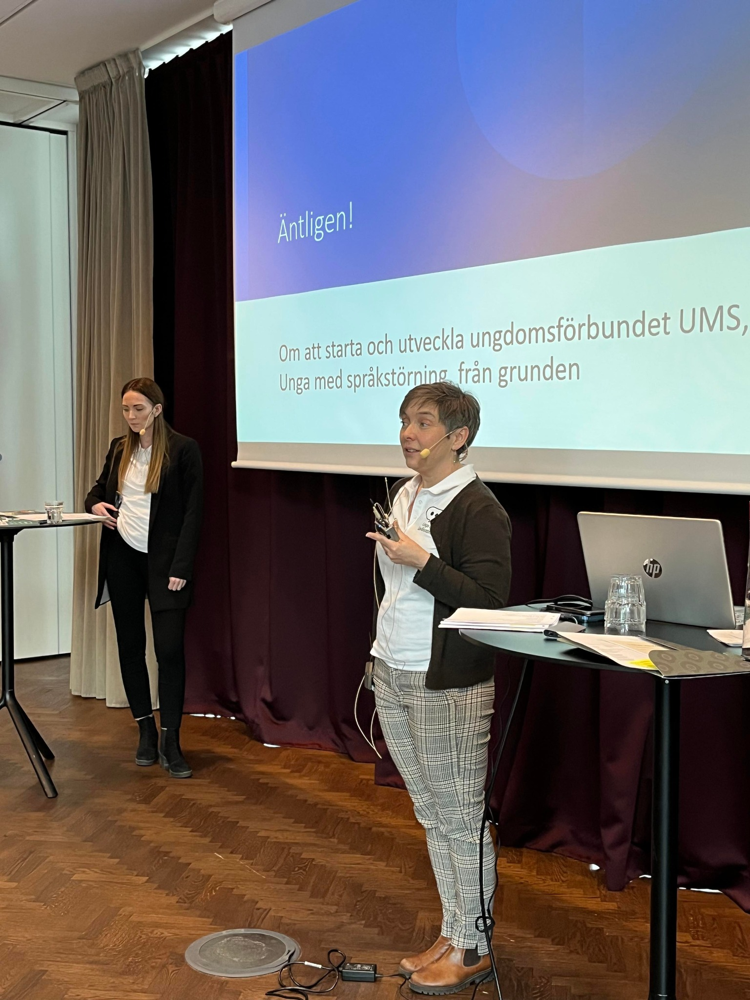 Äntligen!
Om att starta och utveckla ungdomsförbundet UMS,
Unga med språkstörning, från grunden
hp